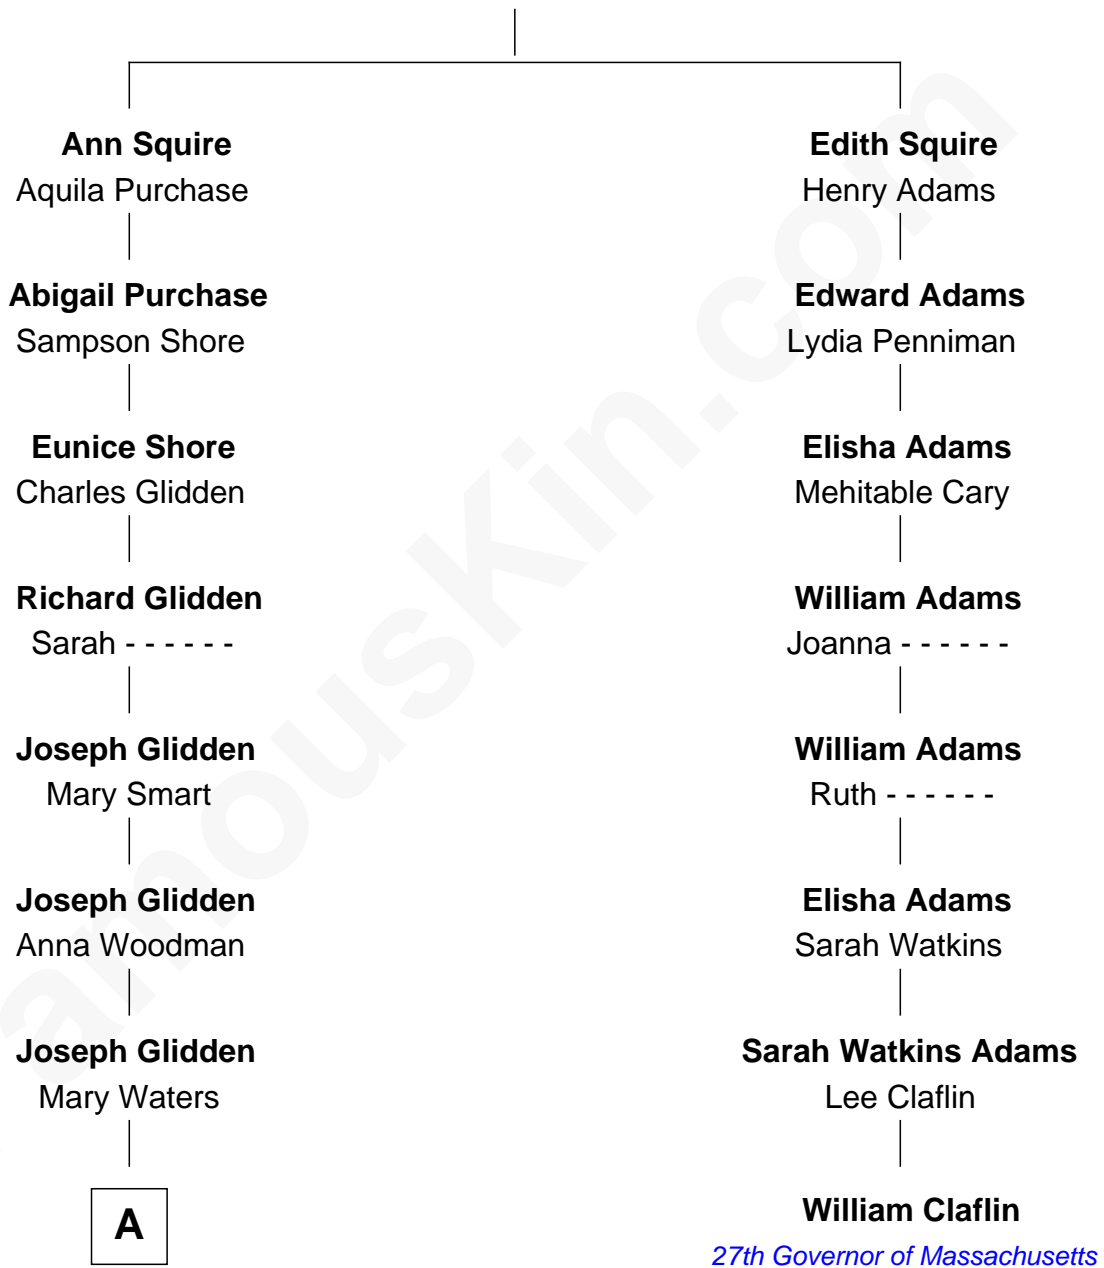 Ann Squire
Aquila Purchase
Edith Squire
Henry Adams
Abigail Purchase
Sampson Shore
Edward Adams
Lydia Penniman
Eunice Shore
Charles Glidden
Elisha Adams
Mehitable Cary
Richard Glidden
Sarah - - - - - -
William Adams
Joanna - - - - - -
Joseph Glidden
Mary Smart
William Adams
Ruth - - - - - -
Joseph Glidden
Anna Woodman
Elisha Adams
Sarah Watkins
Joseph Glidden
Mary Waters
Sarah Watkins Adams
Lee Claflin
A
William Claflin
27th Governor of Massachusetts
amousKin.com